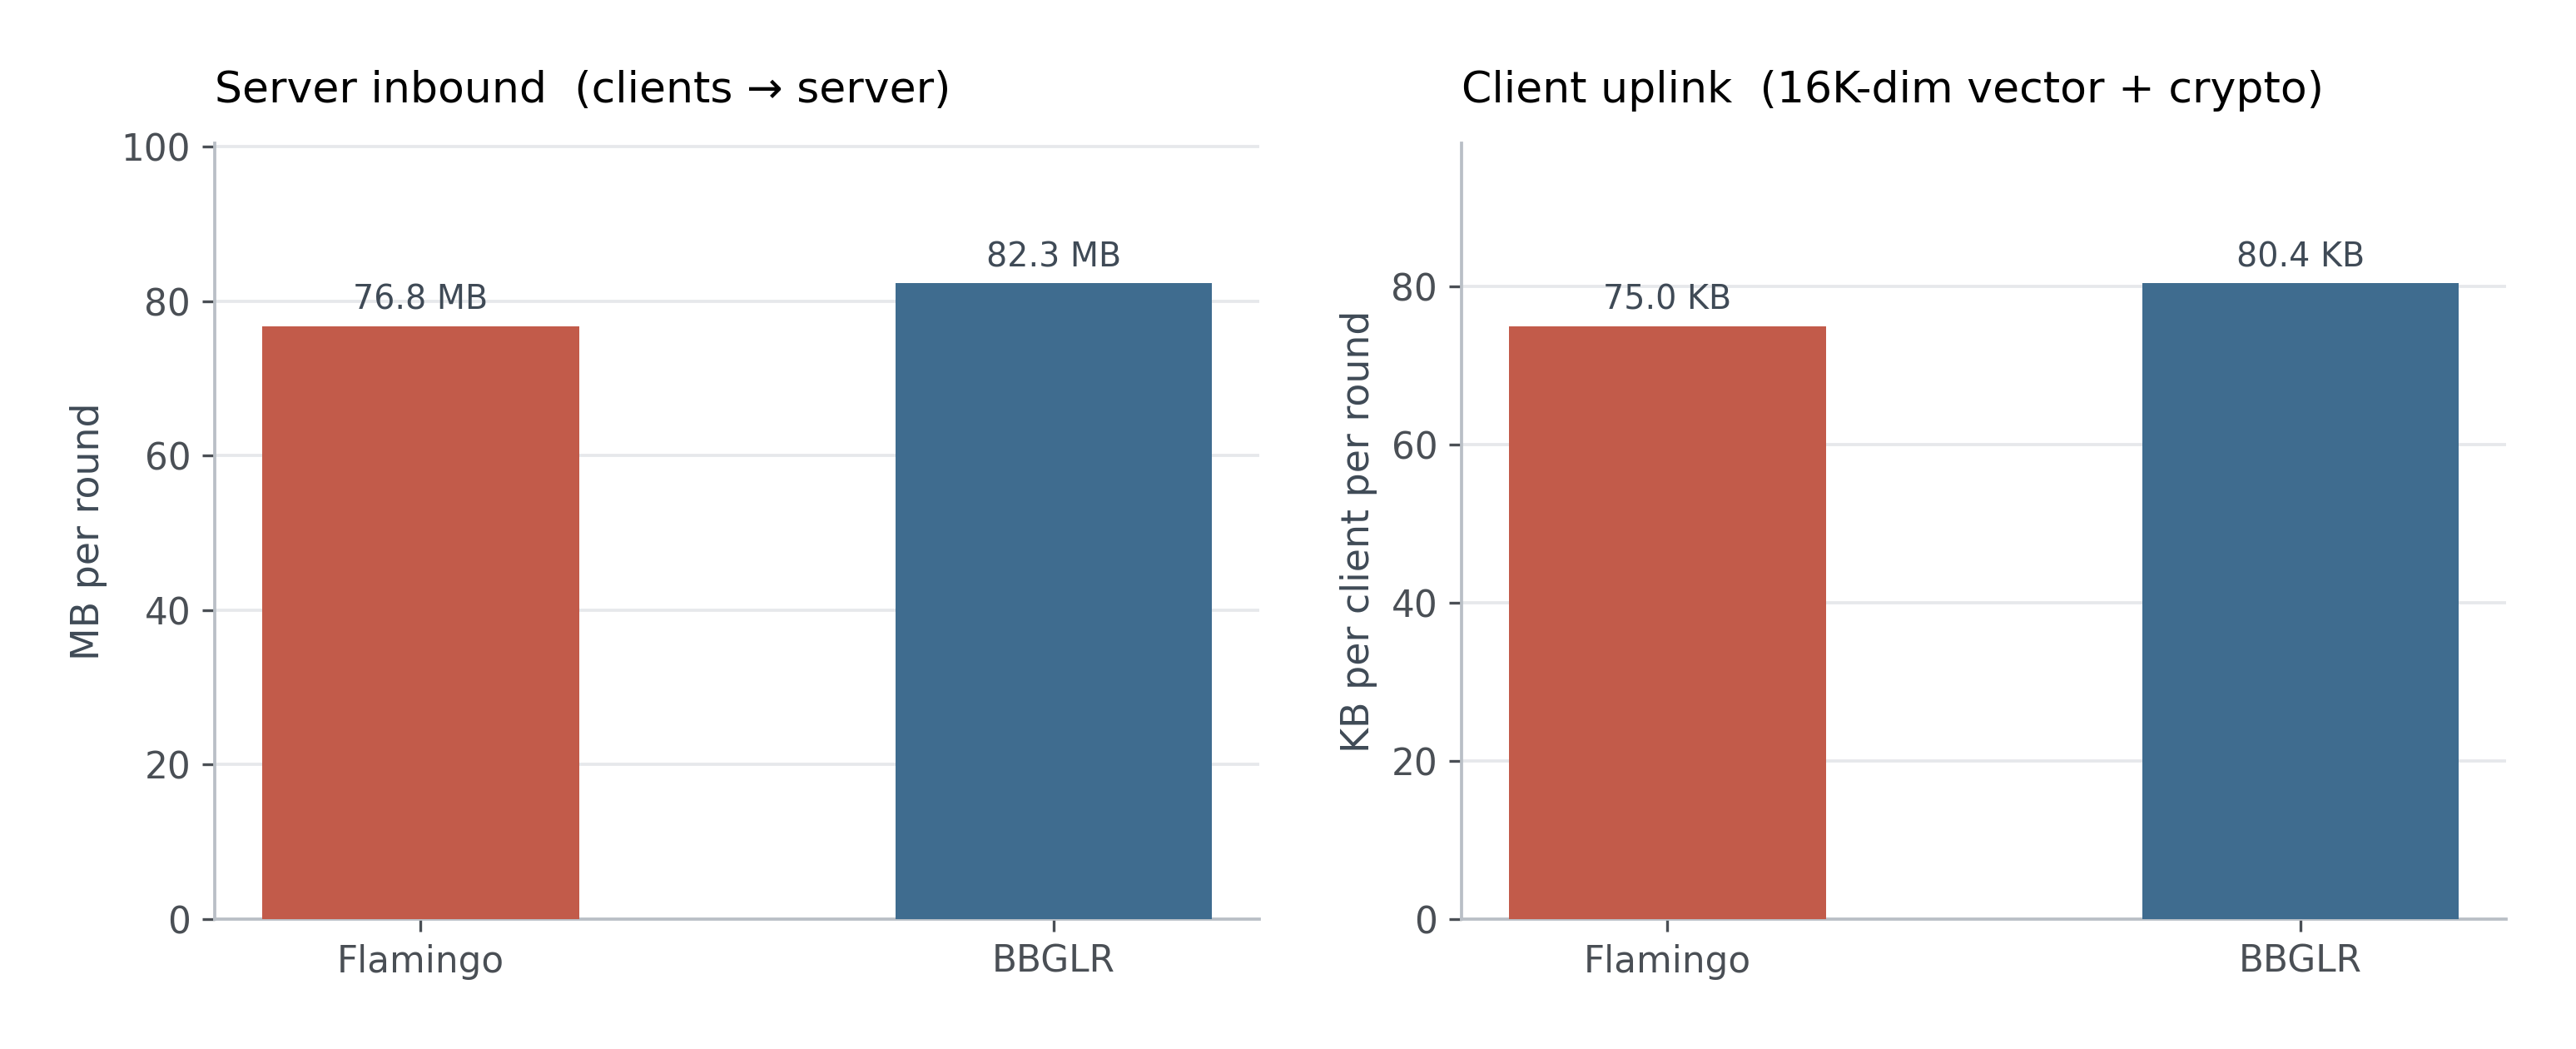 Server inbound  (clients → server)
MB per round
100
80
60
40
20
0
76.8 MB
82.3 MB
Flamingo
BBGLR
Client uplink  (16K-dim vector + crypto)
KB per client per round
80
60
40
20
0
75.0 KB
80.4 KB
Flamingo
BBGLR